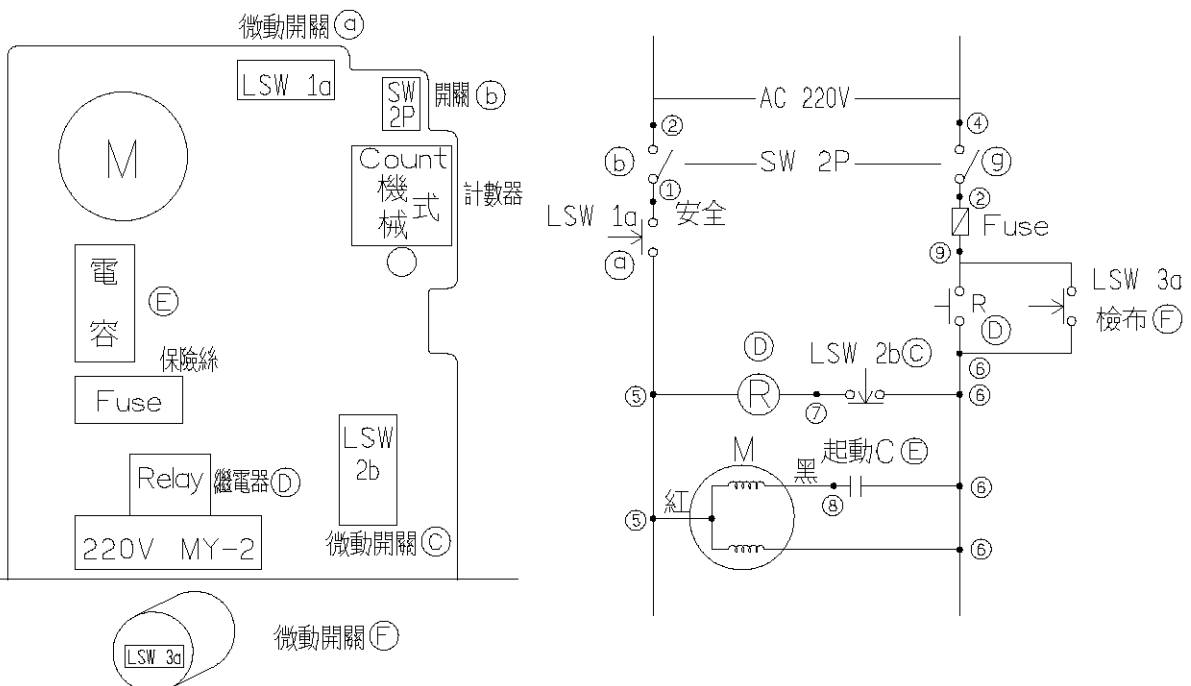 微動開關ⓐ
LSW 1a
SW
2P
開關ⓑ
M
Count
機械式
計數器
電容
Ⓔ
保險絲
Fuse
LSW
2b
Relay
繼電器Ⓓ
220V MY-2
微動開關Ⓒ
LSW 3a
微動開關Ⓕ
AC 220V
②
④
ⓑ
SW 2P
ⓖ
①
②
LSW 1a
安全
Fuse
ⓐ
⑨
LSW 3a
R
檢布Ⓕ
Ⓓ
Ⓓ
LSW 2bⒸ
⑥
⑤
R
⑦
⑥
M
起動CⒺ
黑
紅
⑧
⑥
⑤
⑥